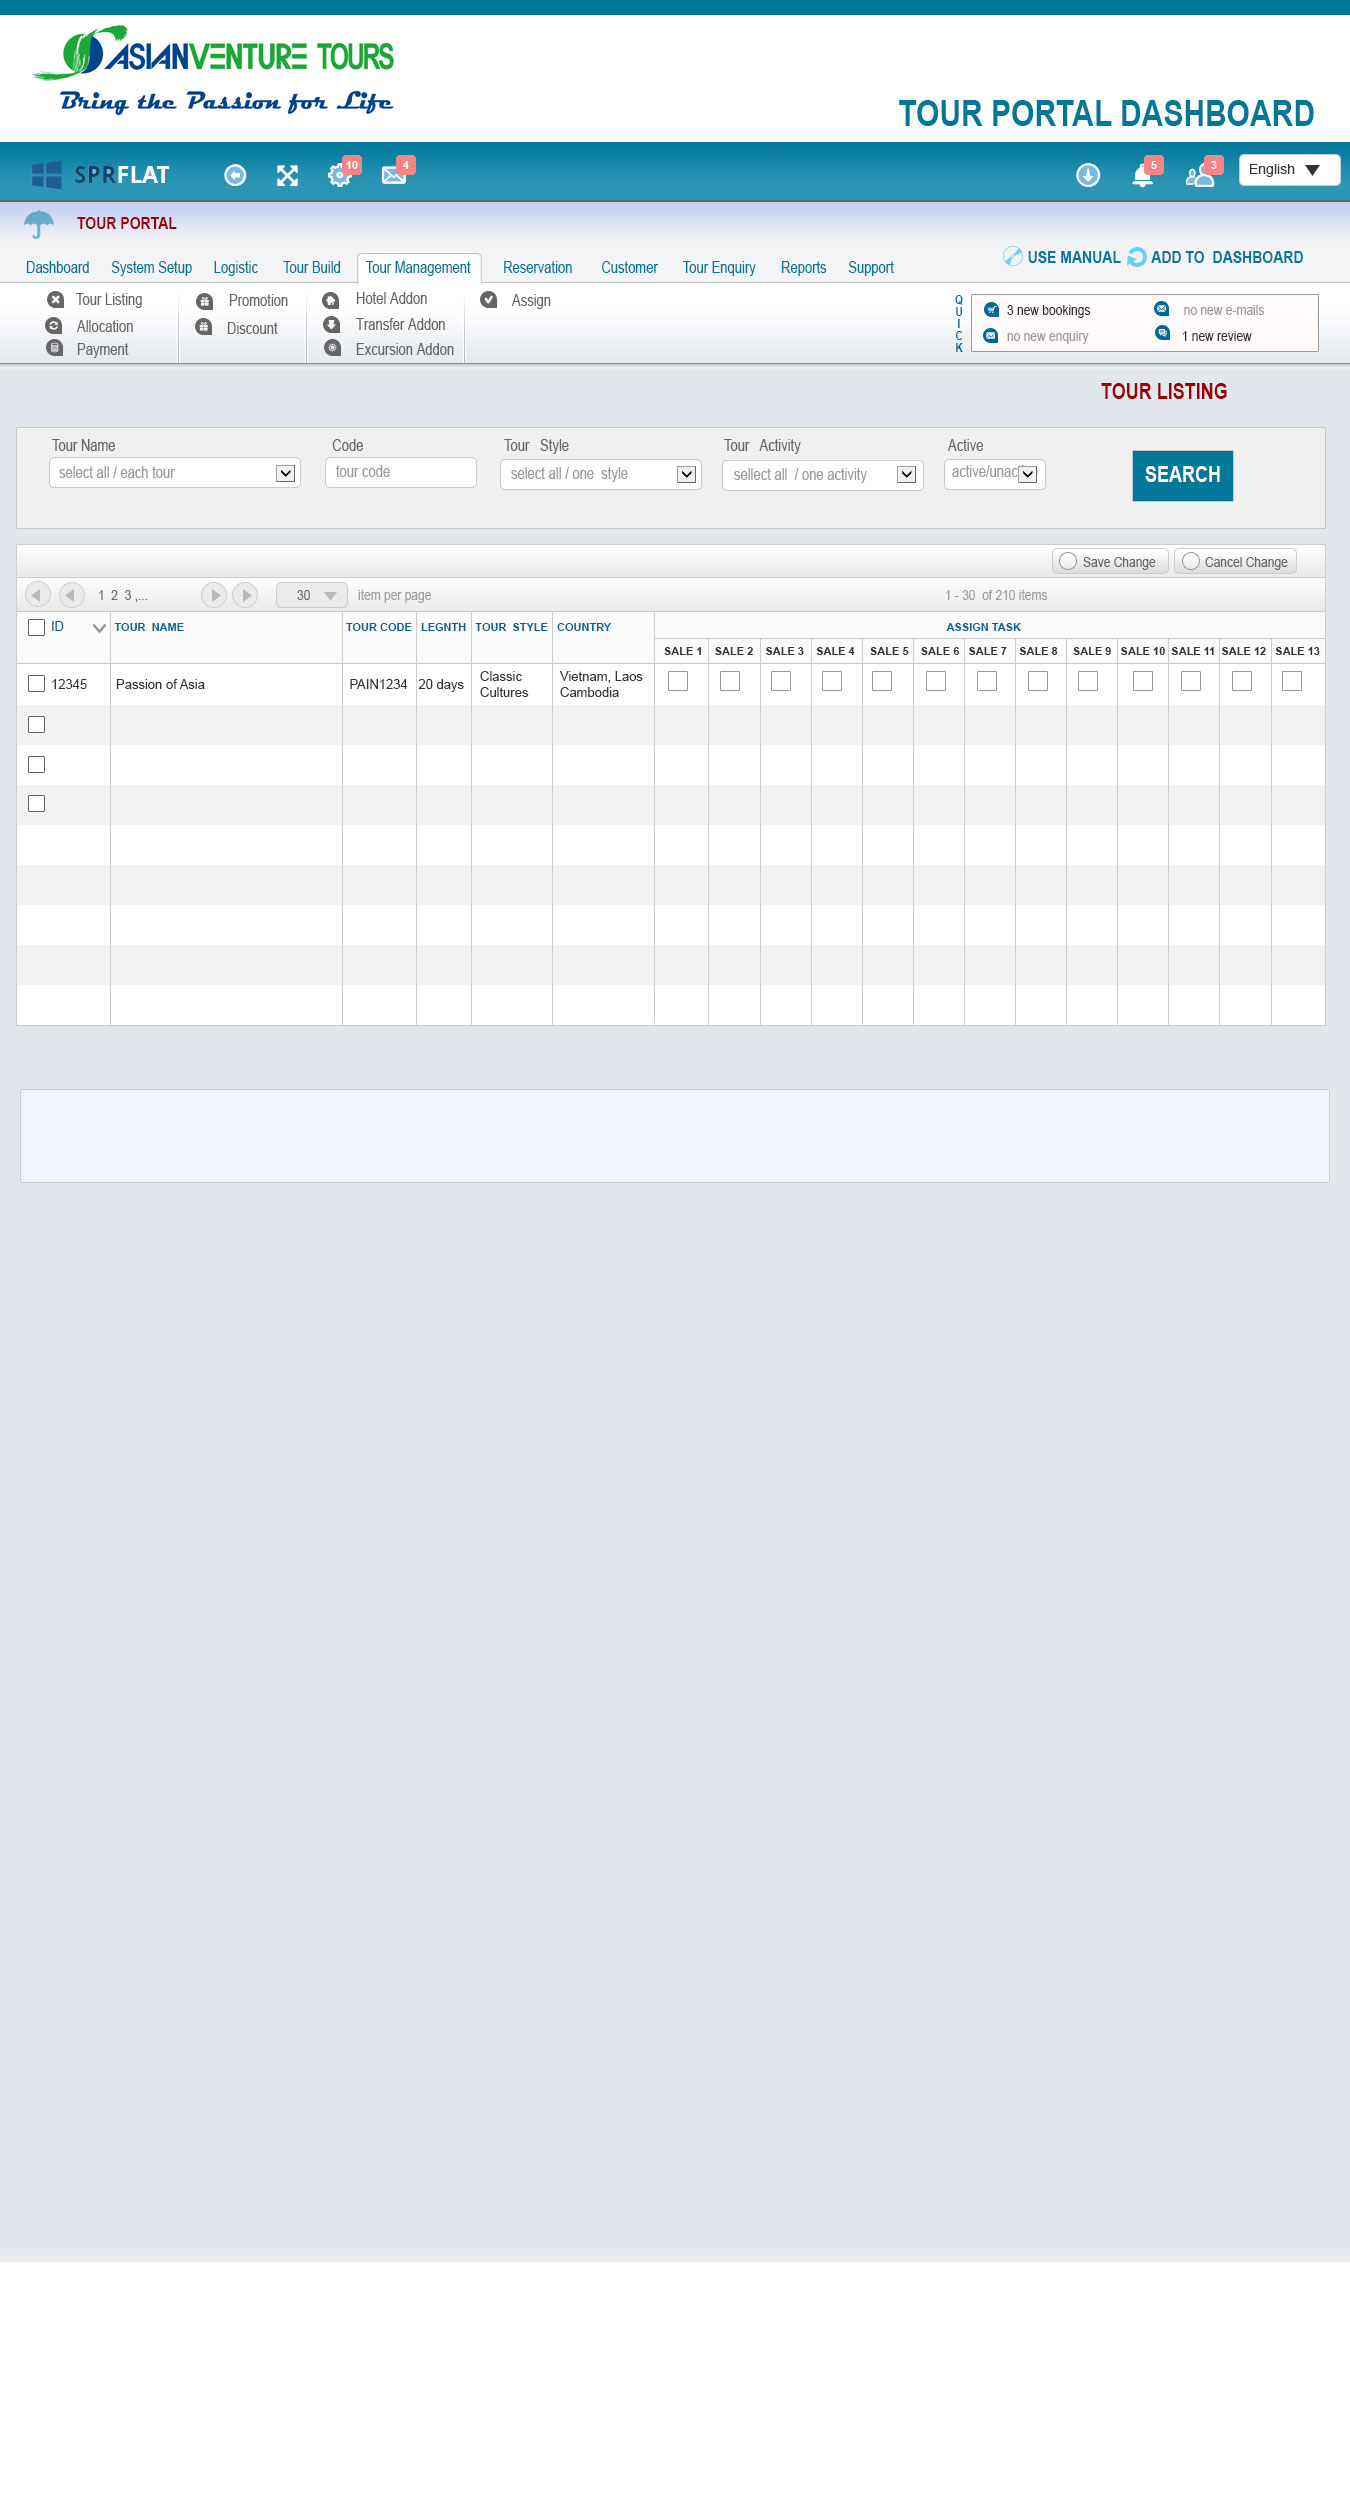 ASIANVENTURE TOURS
Bring the Passion for Life
TOUR PORTAL DASHBOARD
SPRFLAT 10 4 5 3 English
TOUR PORTAL
Dashboard System Setup Logistic Tour Build Tour Management Reservation Customer Tour Enquiry Reports Support USE MANUAL ADD TO DASHBOARD
Tour Listing Promotion Hotel Addon Assign
Allocation Discount Transfer Addon
Payment Excursion Addon
QUICK
3 new bookings no new e-mails
no new enquiry 1 new review
TOUR LISTING
Tour Name Code Tour Style Tour Activity Active
select all / each tour tour code select all / one style sellect all / one activity active/unac
SEARCH
Save Change Cancel Change
1 2 3 ,... 30 item per page 1 - 30 of 210 items
ID TOUR NAME TOUR CODE LEGNTH TOUR STYLE COUNTRY ASSIGN TASK
SALE 1 SALE 2 SALE 3 SALE 4 SALE 5 SALE 6 SALE 7 SALE 8 SALE 9 SALE 10 SALE 11 SALE 12 SALE 13
12345 Passion of Asia PAIN1234 20 days Classic Vietnam, Laos
Cultures Cambodia